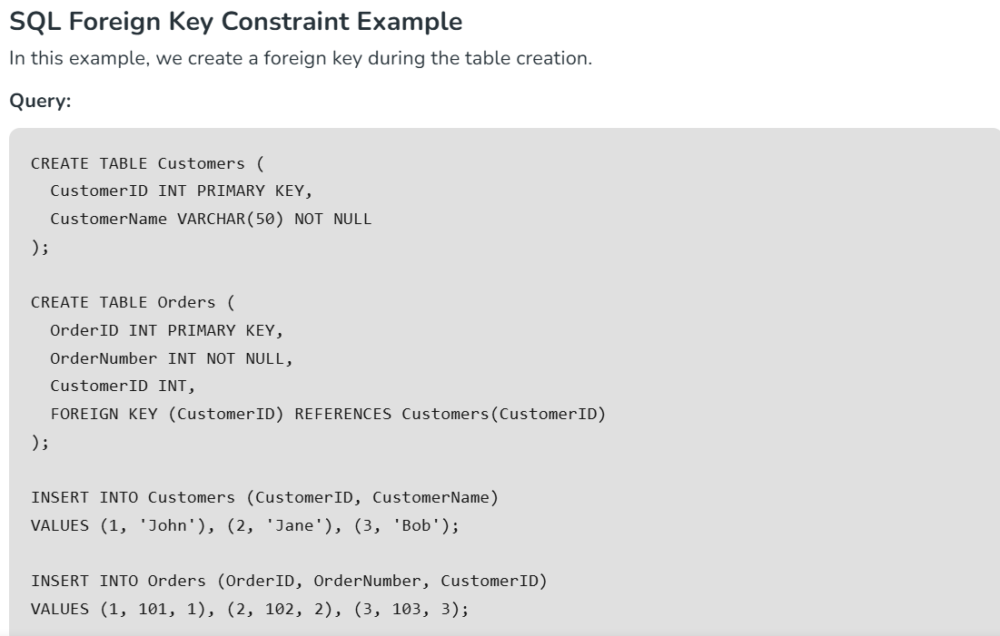 SQL Foreign Key Constraint Example
In this example, we create a foreign key during the table creation.
Query:
CREATE TABLE Customers (
  CustomerID INT PRIMARY KEY,
  CustomerName VARCHAR(50) NOT NULL
);
CREATE TABLE Orders (
  OrderID INT PRIMARY KEY,
  OrderNumber INT NOT NULL,
  CustomerID INT,
  FOREIGN KEY (CustomerID) REFERENCES Customers(CustomerID)
);
INSERT INTO Customers (CustomerID, CustomerName)
VALUES (1, 'John'), (2, 'Jane'), (3, 'Bob');
INSERT INTO Orders (OrderID, OrderNumber, CustomerID)
VALUES (1, 101, 1), (2, 102, 2), (3, 103, 3);